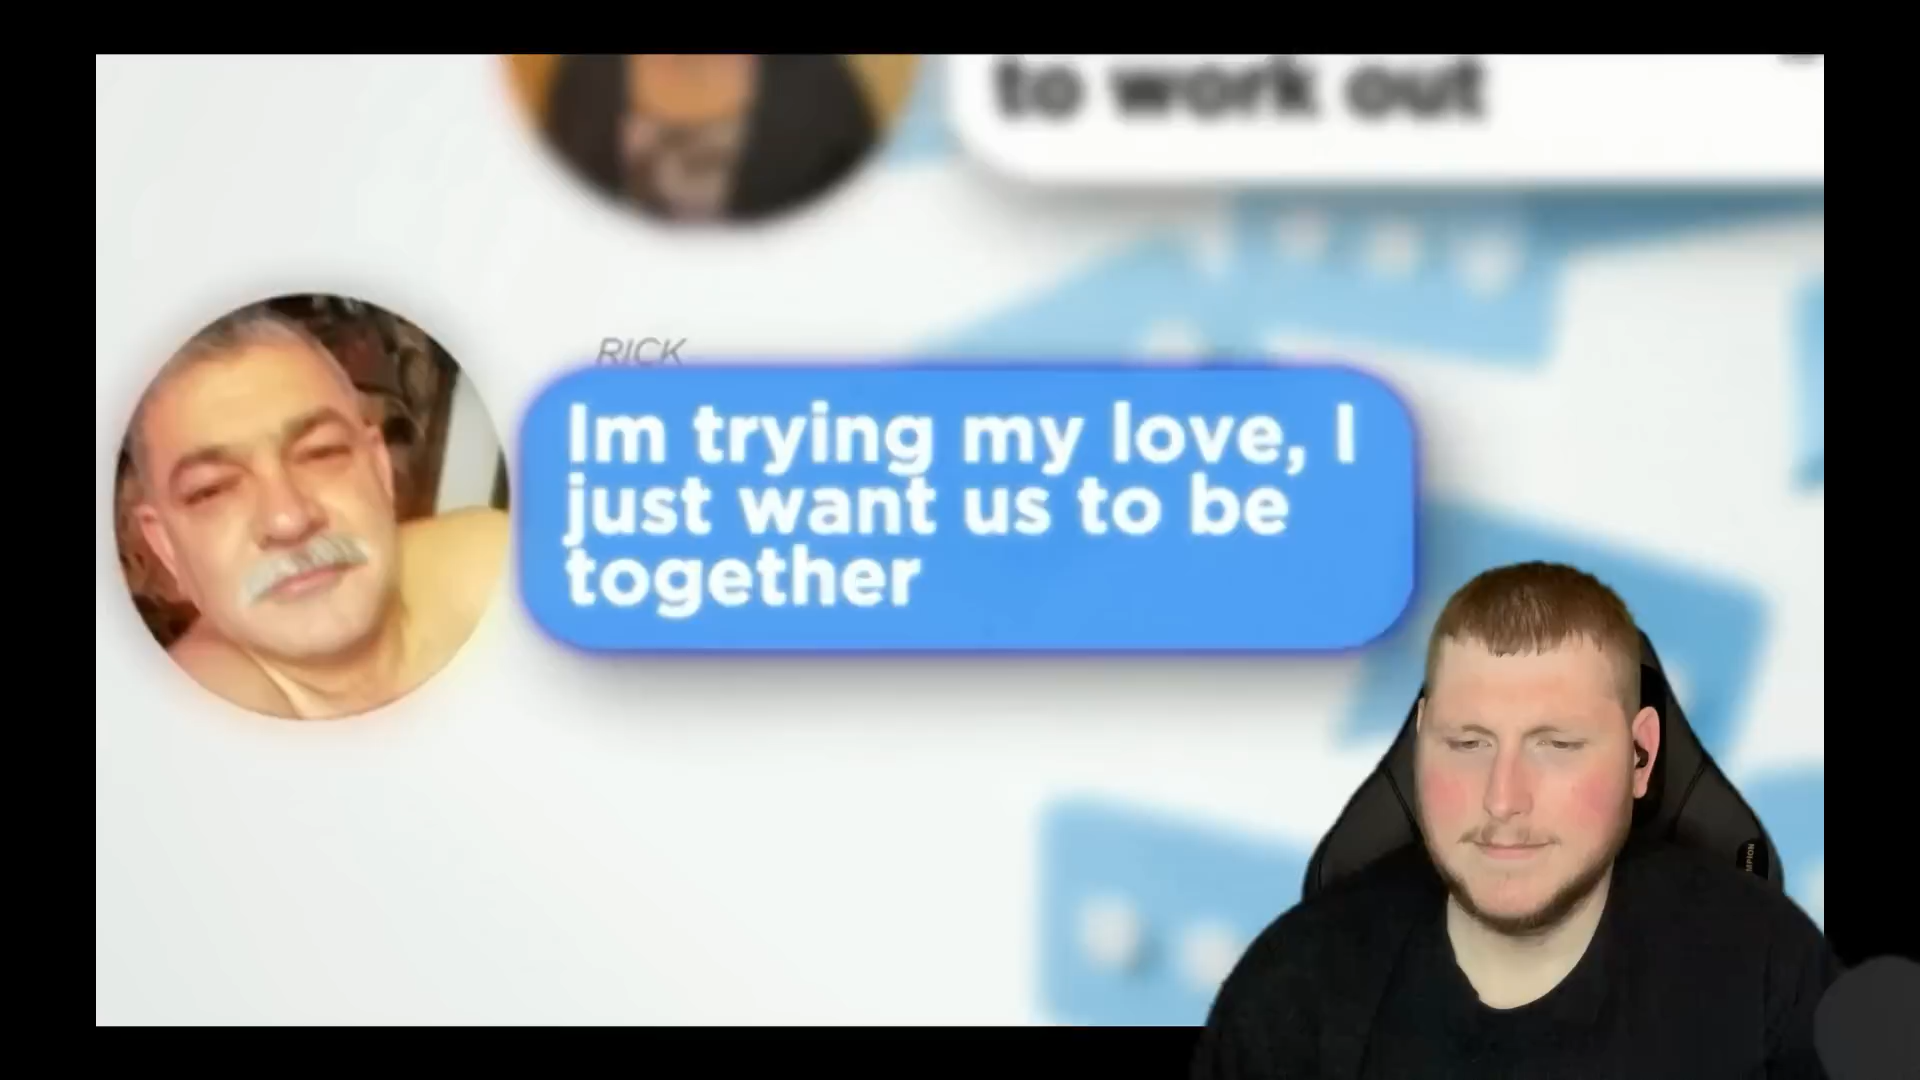 to work out
RICK
Im trying my love, I
just want us to be
together